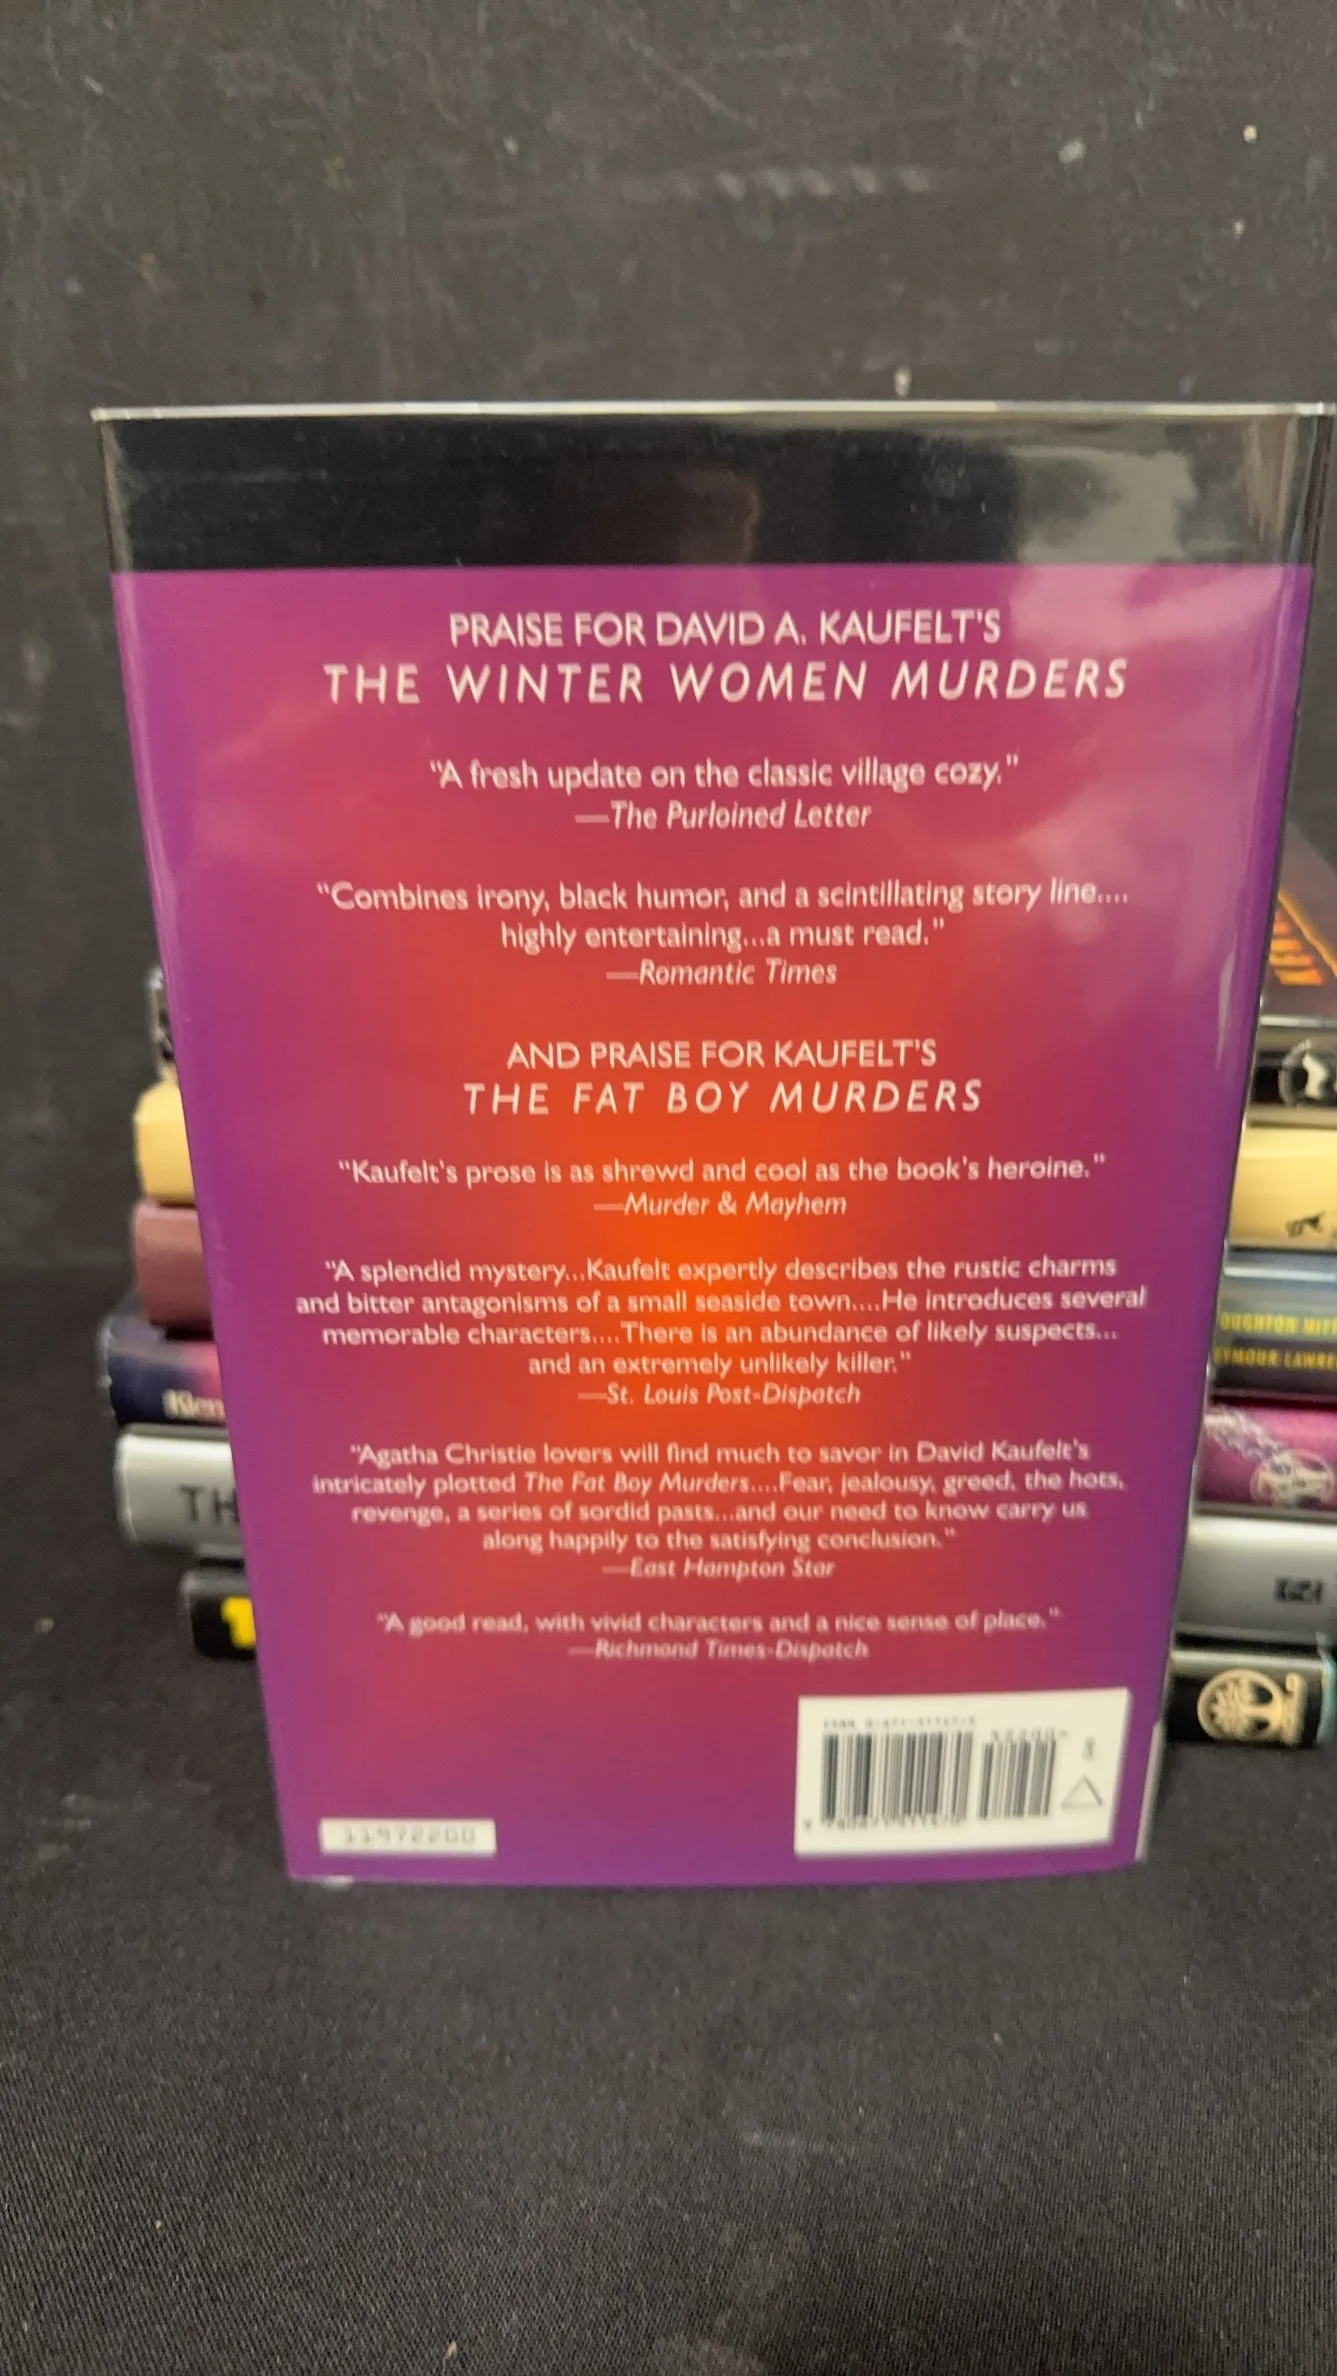 PRAISE FOR DAVID A. KAUFELT'S
THE WINTER WOMEN MURDERS
"A fresh update on the classic village cozy."
—The Purloined Letter
"Combines irony, black humor, and a scintillating story line....
highly entertaining...a must read."
—Romantic Times
AND PRAISE FOR KAUFELT'S
THE FAT BOY MURDERS
"Kaufelt's prose is as shrewd and cool as the book's heroine."
—Murder & Mayhem
"A splendid mystery...Kaufelt expertly describes the rustic charms
and bitter antagonisms of a small seaside town....He introduces several
memorable characters....There is an abundance of likely suspects...
and an extremely unlikely killer."
—St. Louis Post-Dispatch
"Agatha Christie lovers will find much to savor in David Kaufelt's
intricately plotted The Fat Boy Murders....Fear, jealousy, greed, the hots,
revenge, a series of sordid pasts...and our need to know carry us
along happily to the satisfying conclusion."
—East Hampton Star
"A good read, with vivid characters and a nice sense of place."
—Richmond Times-Dispatch
11972200
TH